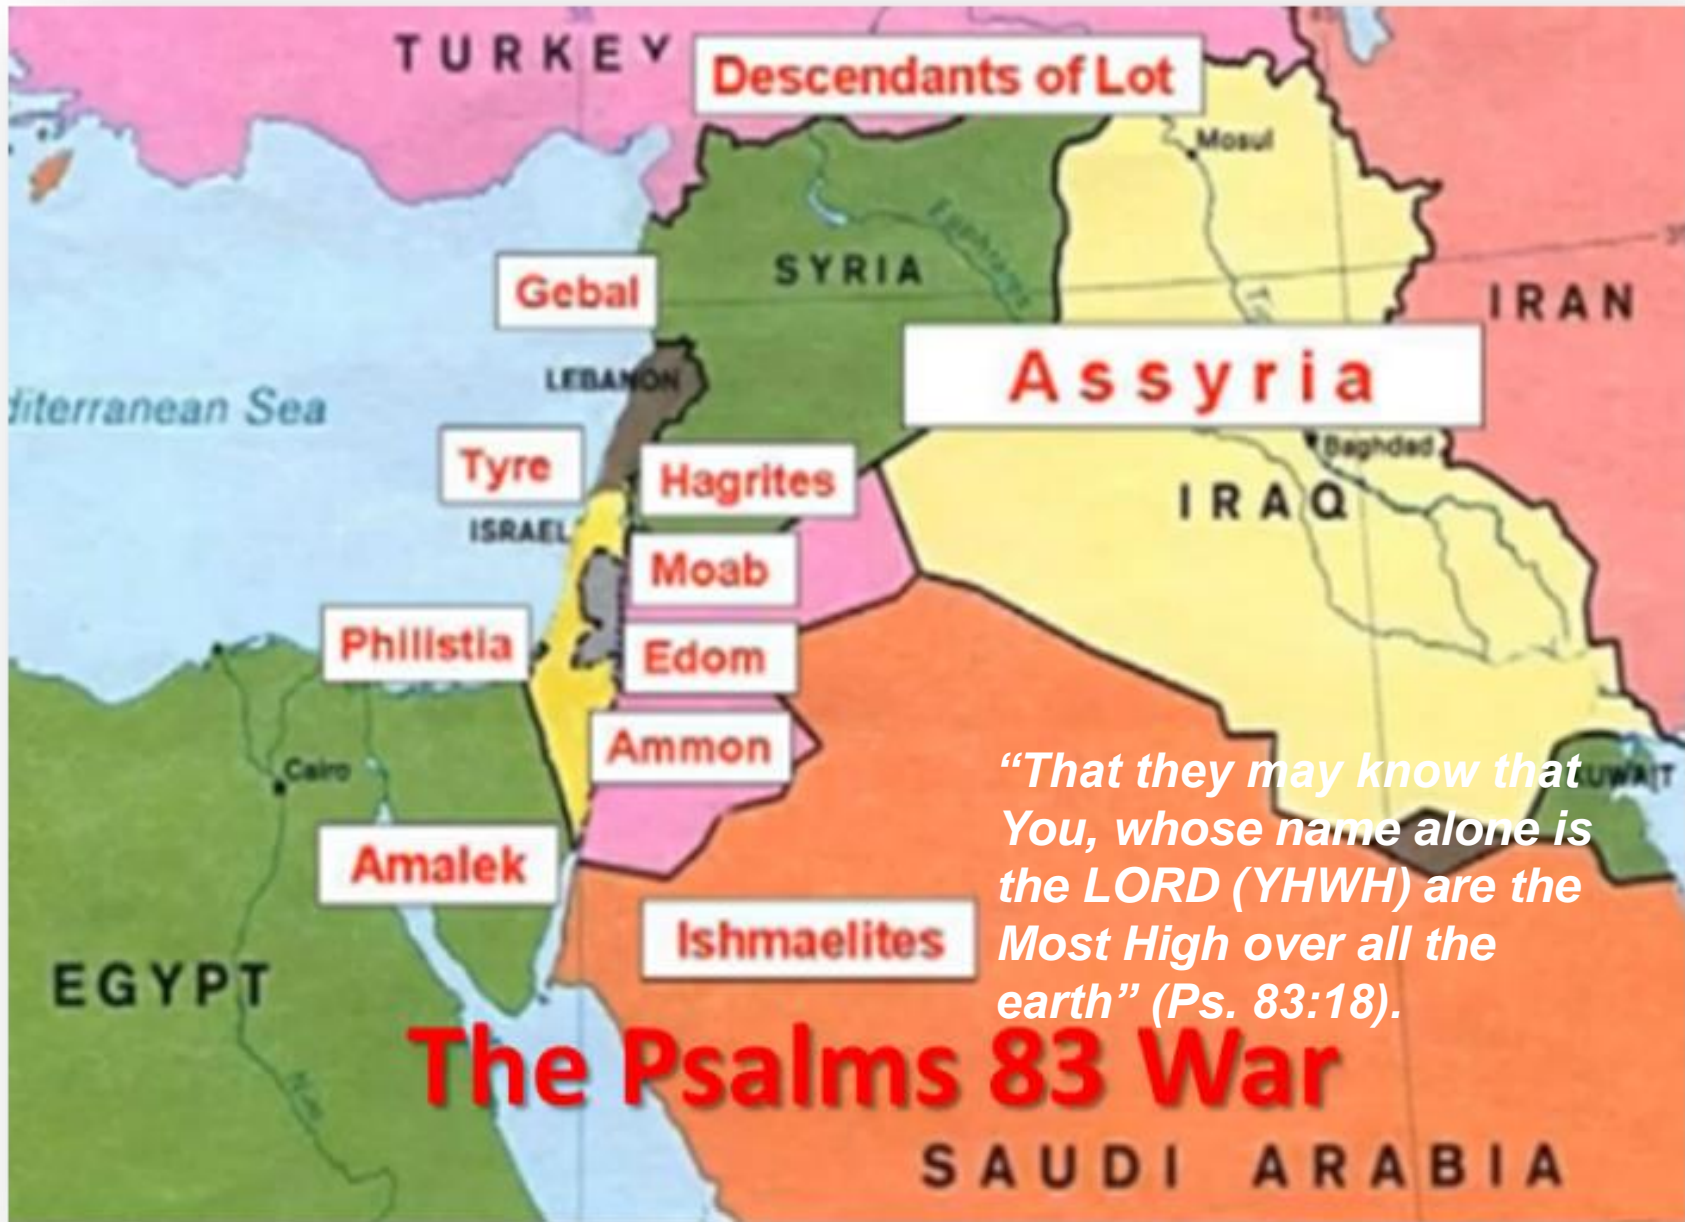 TURKEY
Descendants of Lot
Mosul
Euphrates
SYRIA
Gebal
IRAN
Assyria
LEBANON
diterranean Sea
Baghdad
Tyre
Hagrites
IRAQ
ISRAEL
Moab
Philistia
Edom
Ammon
Cairo
“That they may know that
KUWAIT
You, whose name alone is
the LORD (YHWH) are the
Most High over all the
earth” (Ps. 83:18).
Amalek
Ishmaelites
EGYPT
The Psalms 83 War
SAUDI ARABIA